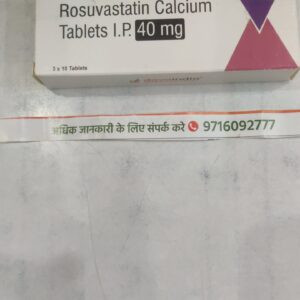 Rosuvastatin Calcium
Tablets I.P. 40 mg
3 x 10 Tablets
अधिक जानकारी के लिए संपर्क करे 9716092777